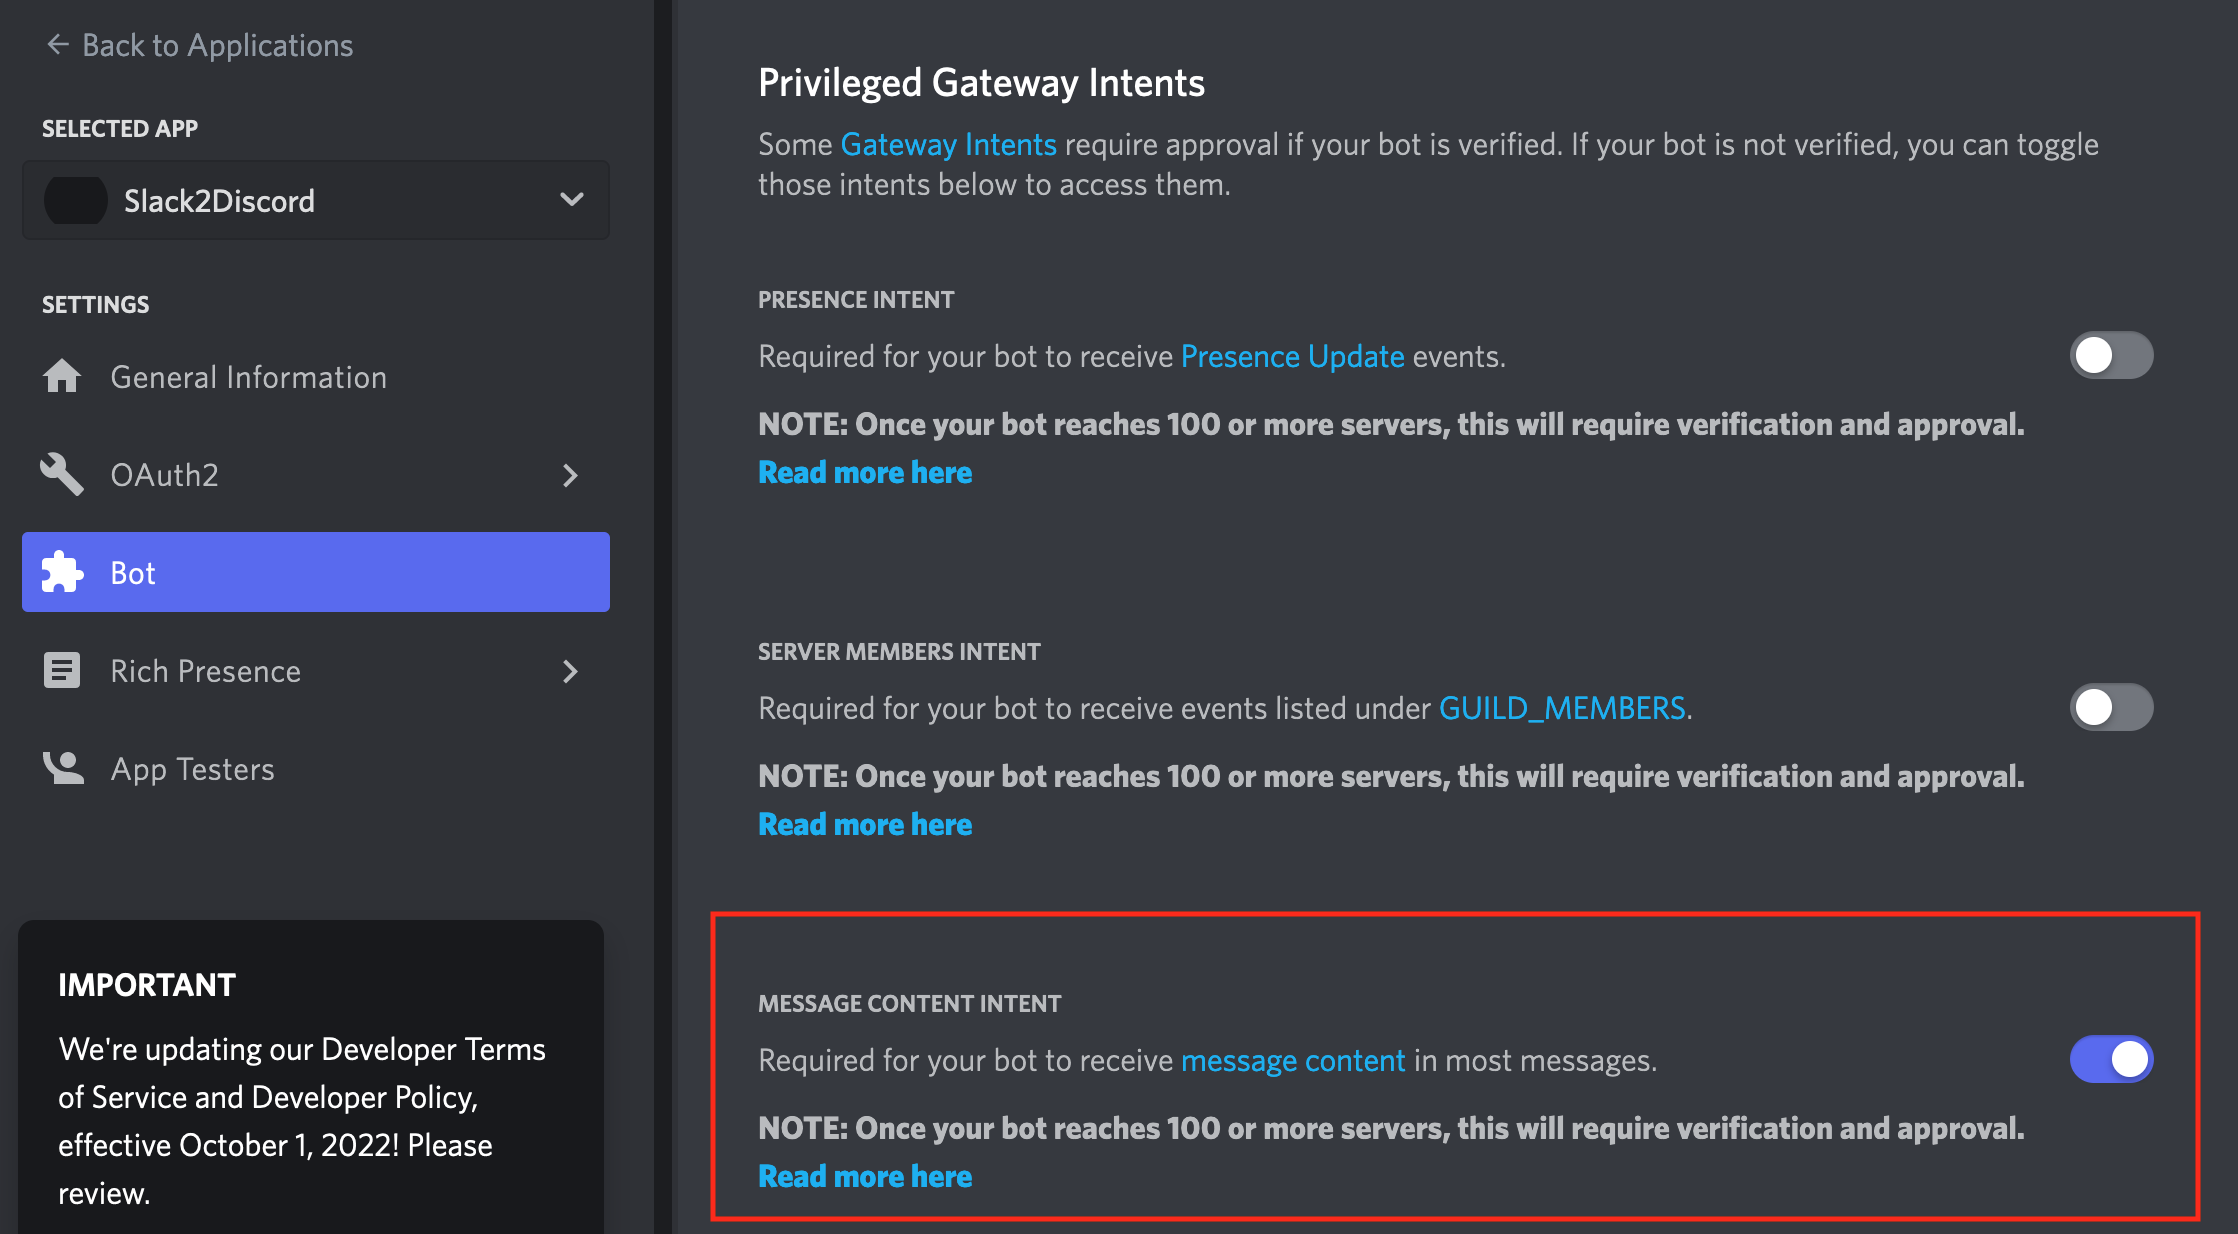 Back to Applications
SELECTED APP
Slack2Discord
SETTINGS
General Information
OAuth2
Bot
Rich Presence
App Testers
IMPORTANT
We're updating our Developer Terms
of Service and Developer Policy,
effective October 1, 2022! Please
review.
Privileged Gateway Intents
Some Gateway Intents require approval if your bot is verified. If your bot is not verified, you can toggle
those intents below to access them.
PRESENCE INTENT
Required for your bot to receive Presence Update events.
NOTE: Once your bot reaches 100 or more servers, this will require verification and approval.
Read more here
SERVER MEMBERS INTENT
Required for your bot to receive events listed under GUILD_MEMBERS.
NOTE: Once your bot reaches 100 or more servers, this will require verification and approval.
Read more here
MESSAGE CONTENT INTENT
Required for your bot to receive message content in most messages.
NOTE: Once your bot reaches 100 or more servers, this will require verification and approval.
Read more here